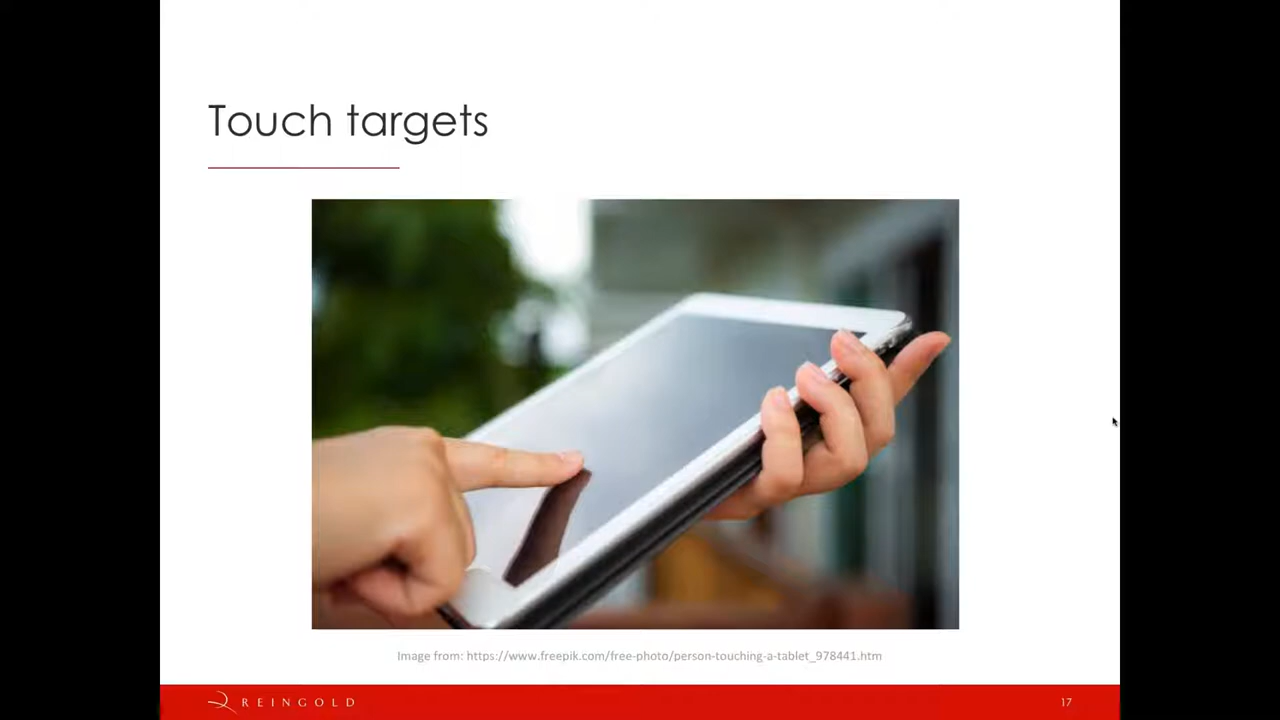 Touch targets
Image from: https://www.freepik.com/free-photo/person-touching-a-tablet_978441.htm
REINGOLD
17